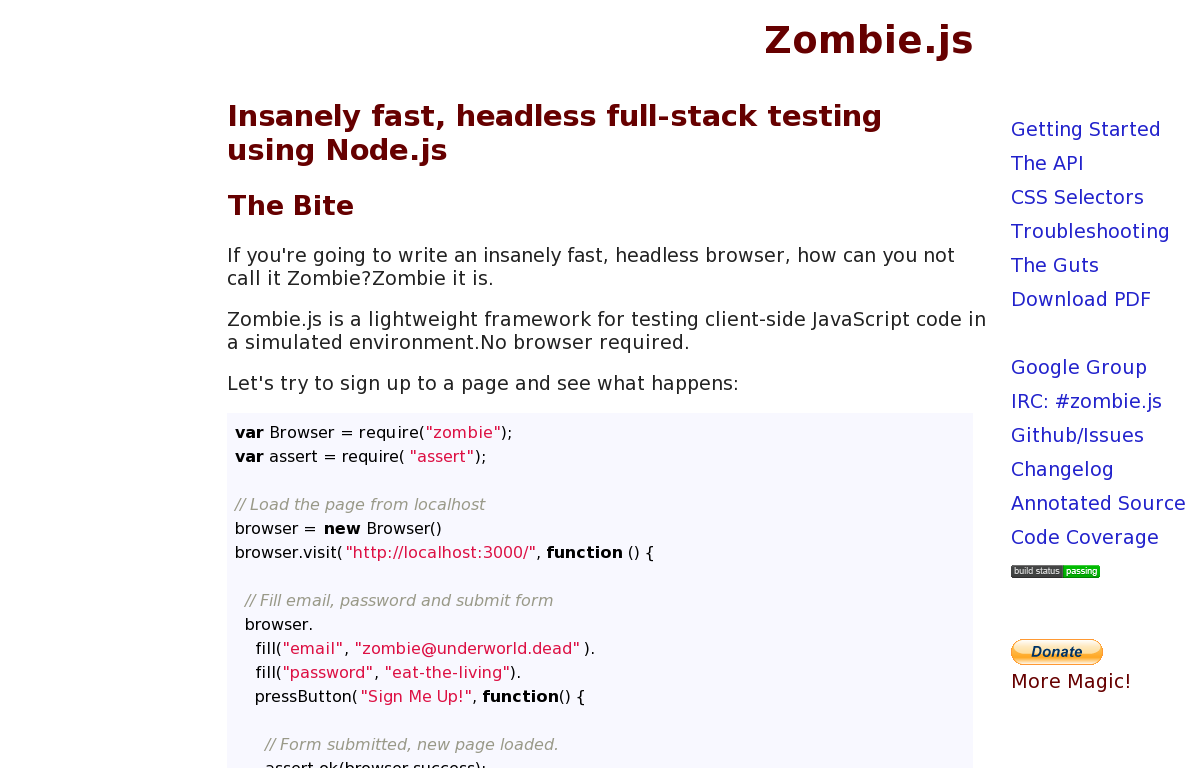 Zombie.js
Insanely fast, headless full-stack testing
using Node.js
The Bite
If you're going to write an insanely fast, headless browser, how can you not
call it Zombie?Zombie it is.
Zombie.js is a lightweight framework for testing client-side JavaScript code in
a simulated environment.No browser required.
Let's try to sign up to a page and see what happens:
var Browser = require("zombie");
var assert = require( "assert");
// Load the page from localhost
browser = new Browser()
browser.visit( "http://localhost:3000/", function () {
// Fill email, password and submit form
browser.
fill("email", "zombie@underworld.dead" ).
fill("password", "eat-the-living").
pressButton( "Sign Me Up!", function() {
// Form submitted, new page loaded.
assert.ok(browser.success);
Getting Started
The API
CSS Selectors
Troubleshooting
The Guts
Download PDF
Google Group
IRC: #zombie.js
Github/Issues
Changelog
Annotated Source
Code Coverage
build status passing
Donate
More Magic!